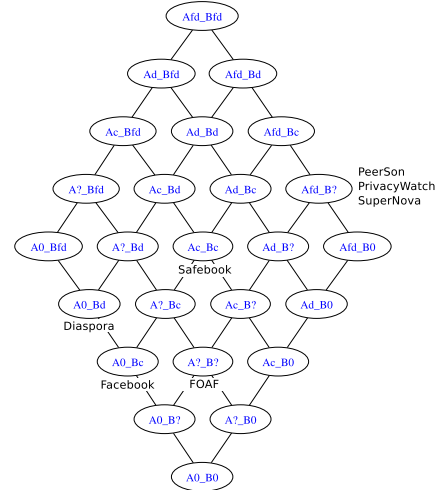 Afd_Bfd
Ad_Bfd Afd_Bd
Ac_Bfd Ad_Bd Afd_Bc
A?_Bfd Ac_Bd Ad_Bc Afd_B?
PeerSon
PrivacyWatch
SuperNova
A0_Bfd A?_Bd Ac_Bc Ad_B? Afd_B0
Safebook
A0_Bd A?_Bc Ac_B? Ad_B0
Diaspora
A0_Bc A?_B? Ac_B0
Facebook FOAF
A0_B? A?_B0
A0_B0